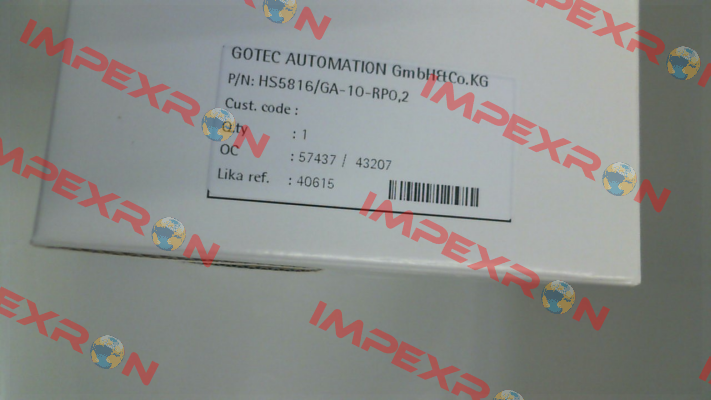 GOTEC AUTOMATION GmbH&Co.KG
P/N: HS5816/GA-10-RP0,2
Cust. code :
Q.ty : 1
OC : 57437 / 43207
Lika ref. : 40615
IMPEXRON
IMPEXRON
IMPEXRON
IMPEXRON
IMPEXRON
IMPEXRON
IMPEXRON